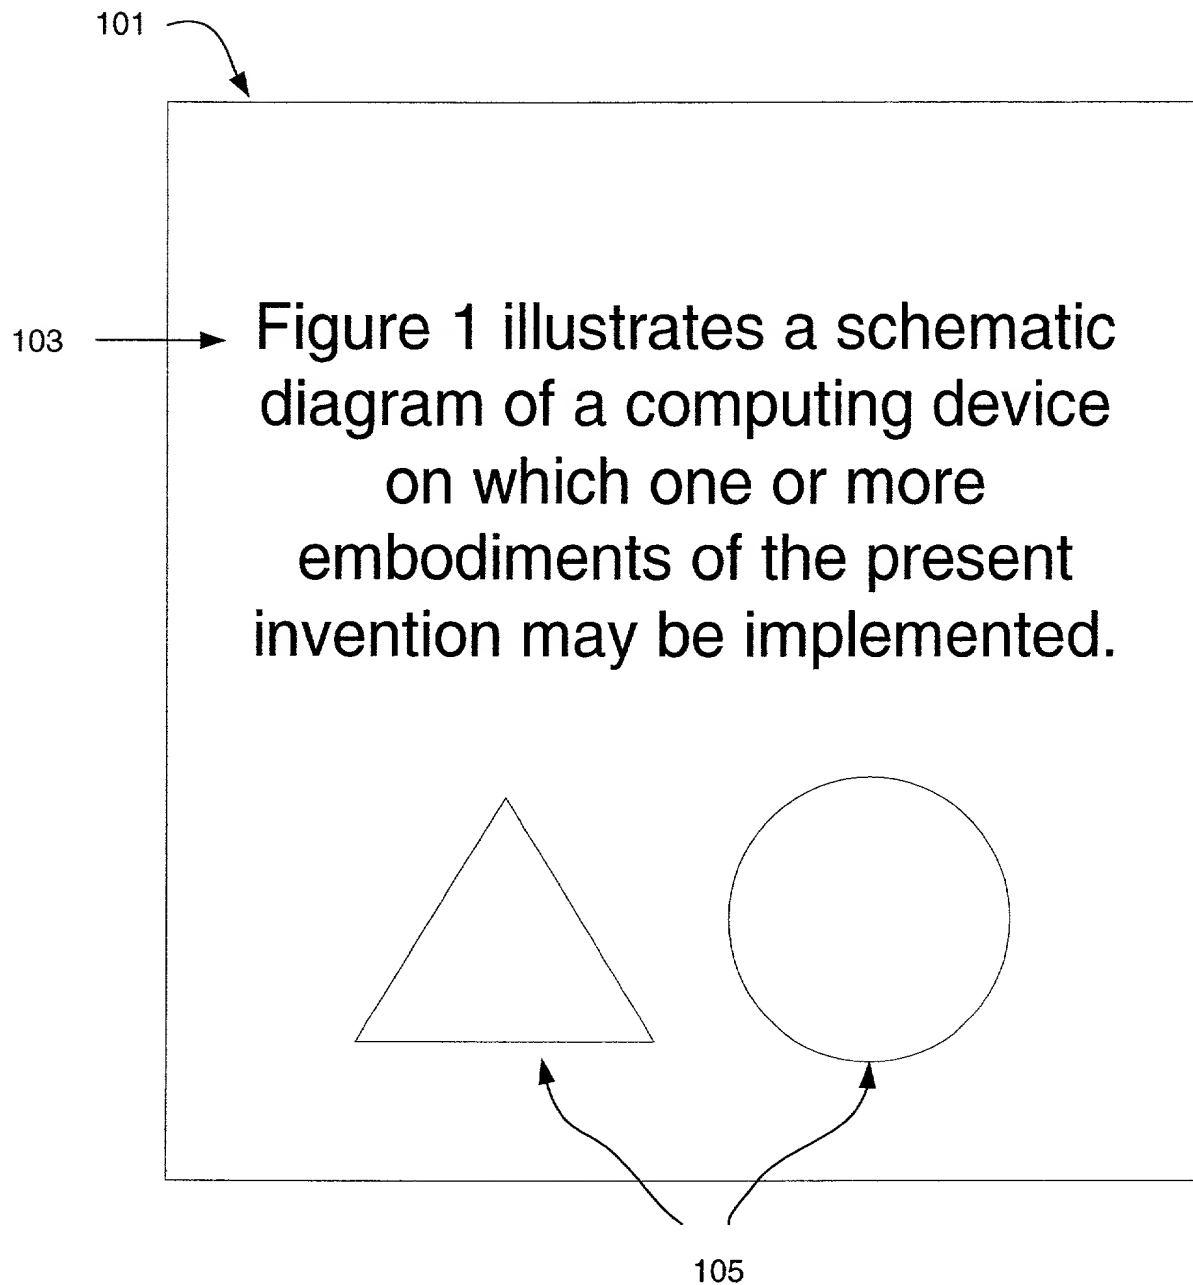 101
103
Figure 1 illustrates a schematic
diagram of a computing device
on which one or more
embodiments of the present
invention may be implemented.
105